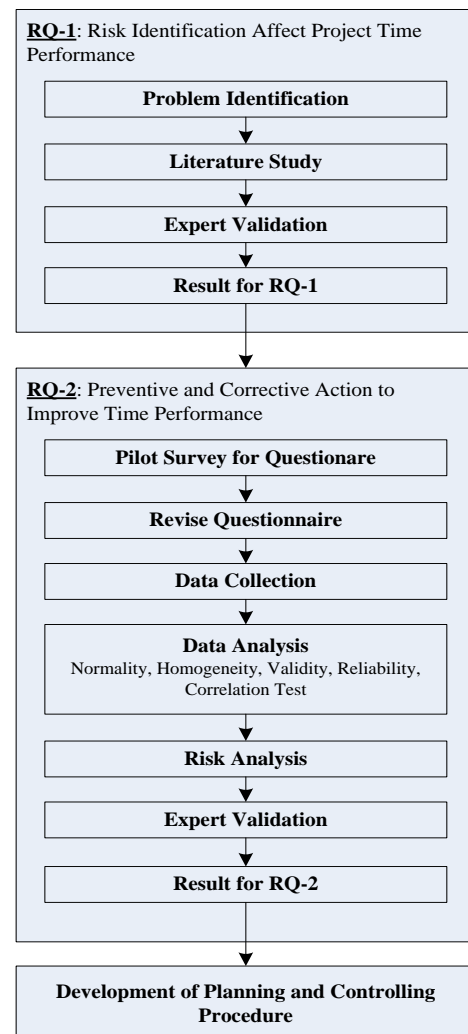 RQ-1: Risk Identification Affect Project Time
Performance
Problem Identification
Literature Study
Expert Validation
Result for RQ-1
RQ-2: Preventive and Corrective Action to
Improve Time Performance
Pilot Survey for Questionare
Revise Questionnaire
Data Collection
Data Analysis
Normality, Homogeneity, Validity, Reliability,
Correlation Test
Risk Analysis
Expert Validation
Result for RQ-2
Development of Planning and Controlling
Procedure